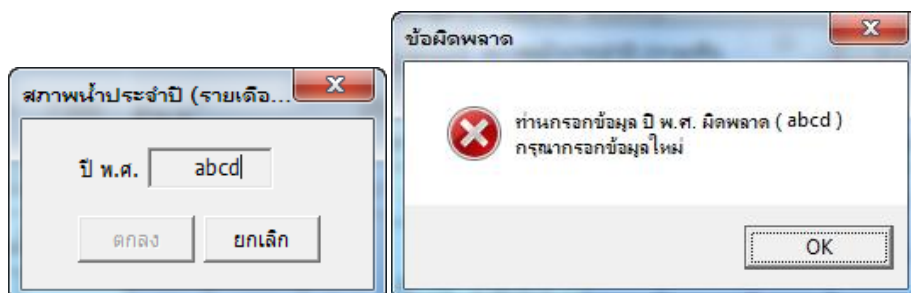 สภาพน้ำประจำปี (รายเดือ...
ปี พ.ศ. abcd
ตกลง ยกเลิก
ข้อผิดพลาด
ท่านกรอกข้อมูล ปี พ.ศ. ผิดพลาด ( abcd )
กรุณากรอกข้อมูลใหม่
OK